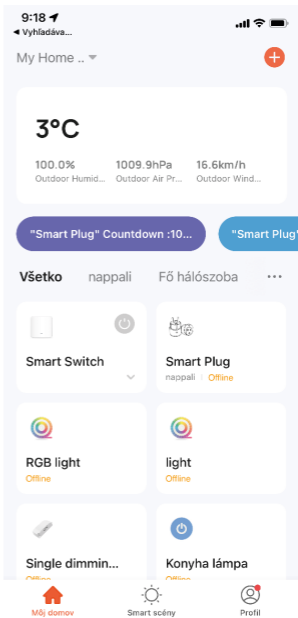 9:18
Vyhľadáva...
My Home ..
3°C
100.0% 1009.9hPa 16.6km/h
Outdoor Humid... Outdoor Air Pr... Outdoor Wind...
"Smart Plug" Countdown :10... "Smart Plug"
Všetko nappali Fő hálószoba ...
Smart Switch Smart Plug
nappali | Offline
RGB light light
Offline Offline
Single dimmin... Konyha lámpa
Offline Offline
Môj domov Smart scény Profil